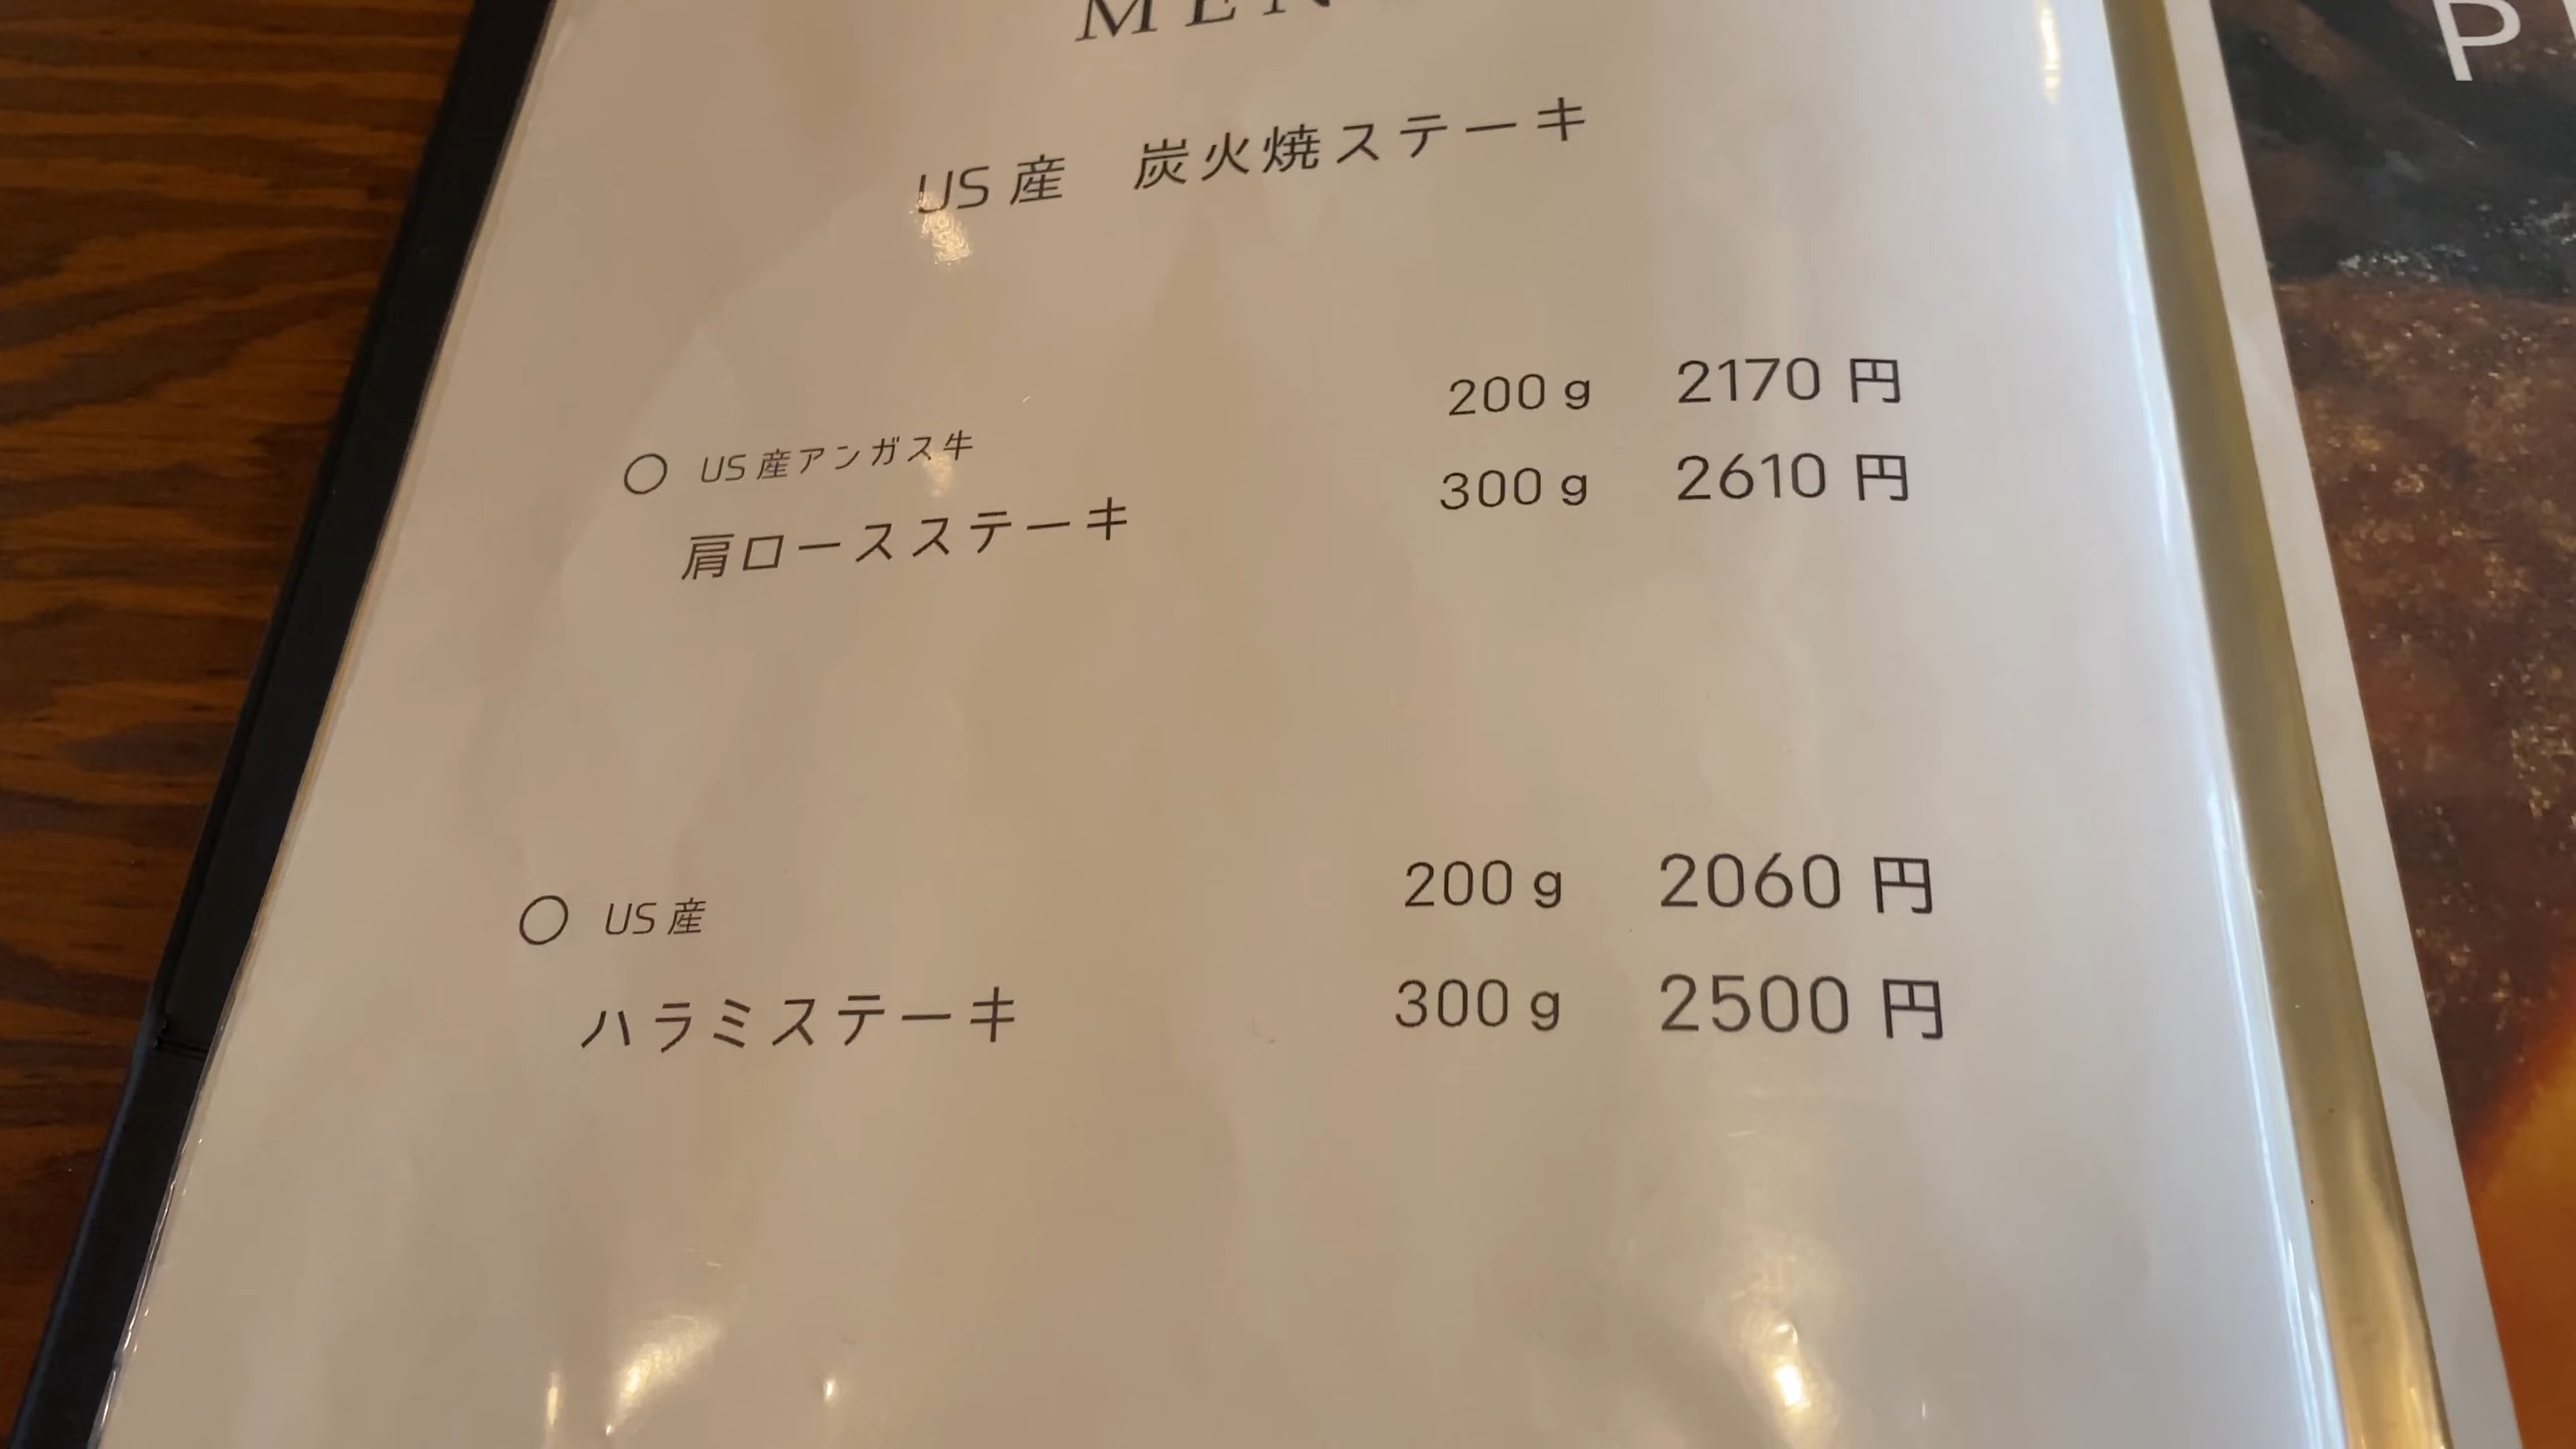 US産　炭火焼ステーキ
○ US産アンガス牛
肩ロースステーキ
200g 2170円
300g 2610円
○ US産
ハラミステーキ
200g 2060円
300g 2500円